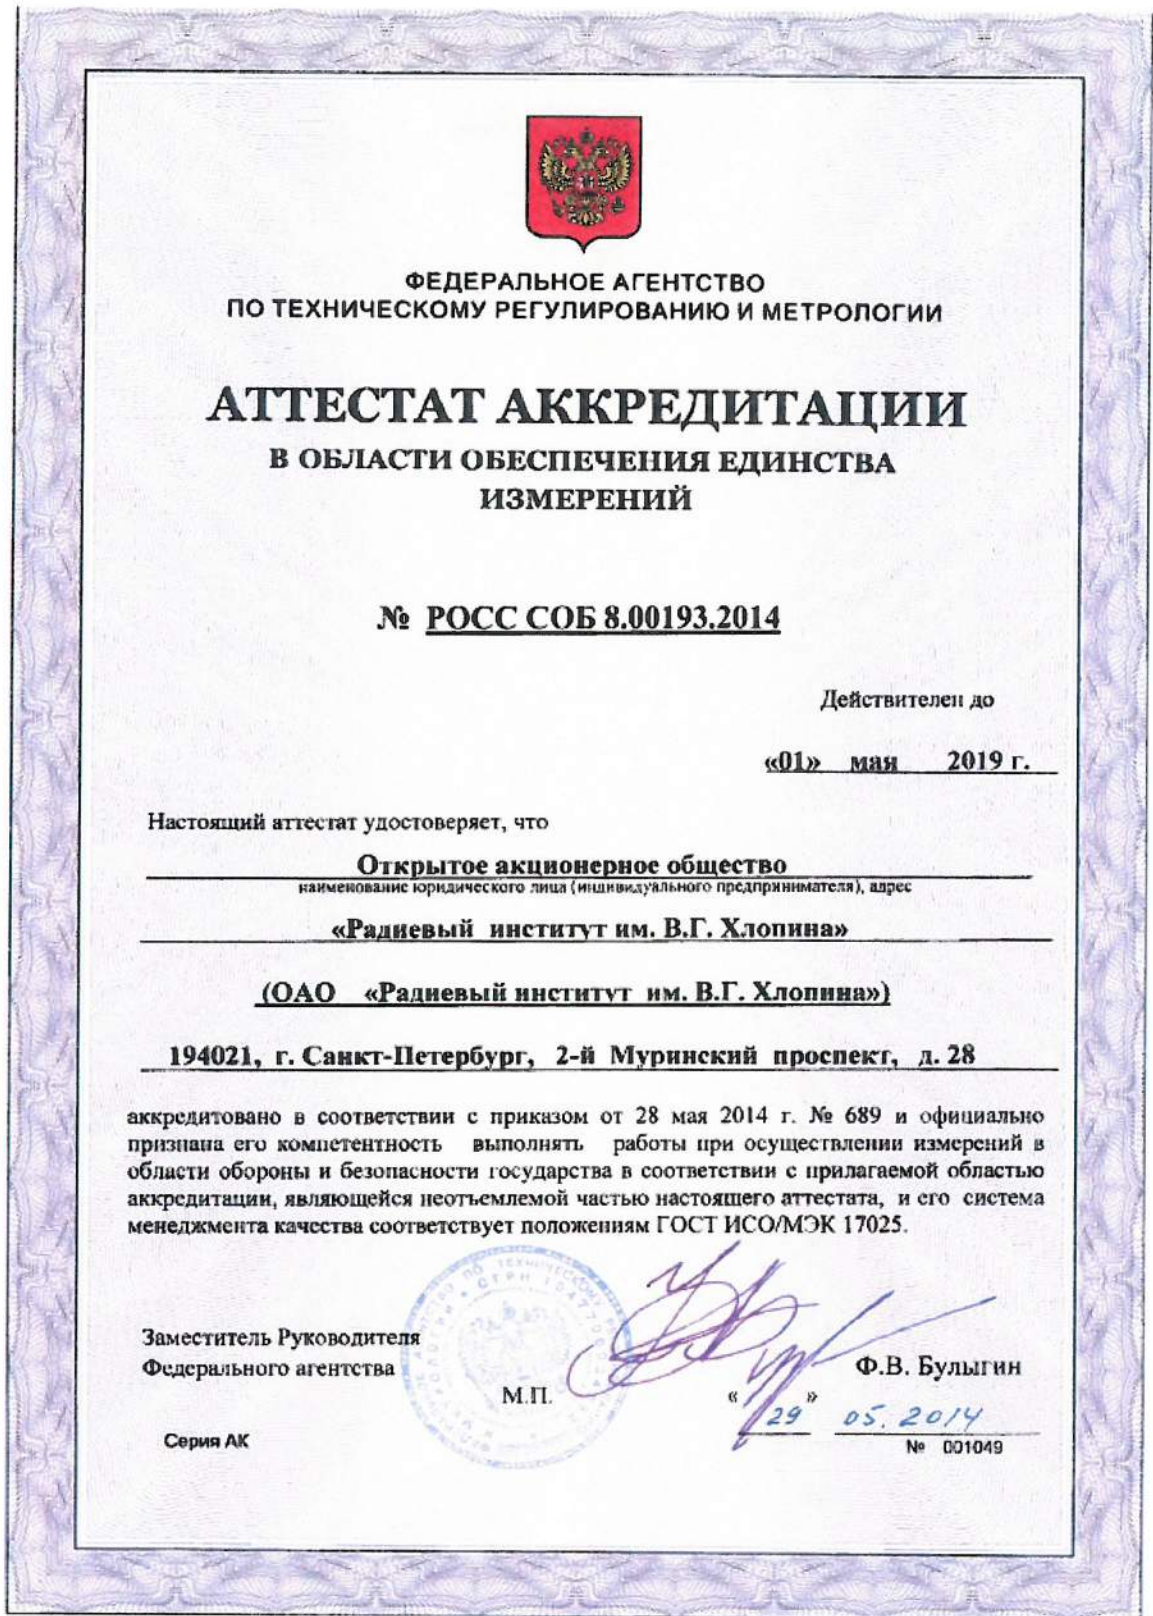 ФЕДЕРАЛЬНОЕ АГЕНТСТВО
ПО ТЕХНИЧЕСКОМУ РЕГУЛИРОВАНИЮ И МЕТРОЛОГИИ
АТТЕСТАТ АККРЕДИТАЦИИ
В ОБЛАСТИ ОБЕСПЕЧЕНИЯ ЕДИНСТВА
ИЗМЕРЕНИЙ
№ РОСС СОБ 8.00193.2014
Действителен до
«01» мая 2019 г.
Настоящий аттестат удостоверяет, что
Открытое акционерное общество
наименование юридического лица (индивидуального предпринимателя), адрес
«Радиевый институт им. В.Г. Хлопина»
(ОАО «Радиевый институт им. В.Г. Хлопина»)
194021, г. Санкт-Петербург, 2-й Муринский проспект, д. 28
аккредитовано в соответствии с приказом от 28 мая 2014 г. № 689 и официально
признана его компетентность выполнять работы при осуществлении измерений в
области обороны и безопасности государства в соответствии с прилагаемой областью
аккредитации, являющейся неотъемлемой частью настоящего аттестата, и его система
менеджмента качества соответствует положениям ГОСТ ИСО/МЭК 17025.
Заместитель Руководителя
Федерального агентства
Ф.В. Булыгин
М.П.
« 29 » 05. 2014
Серия АК
№ 001049